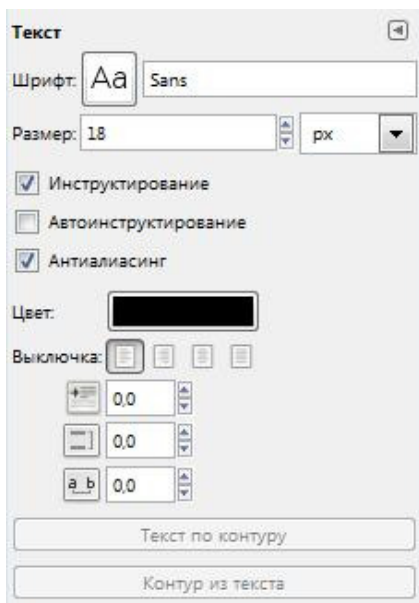 Текст
Шрифт: Aa Sans
Размер: 18 px
Инструктирование
Автоинструктирование
Антиалиасинг
Цвет:
Выключка:
0,0
0,0
a b 0,0
Текст по контуру
Контур из текста